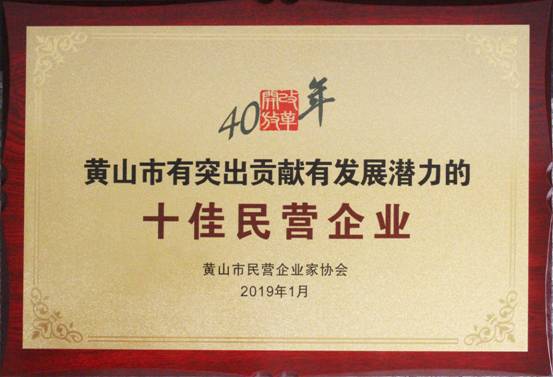 40改革開放年
黄山市有突出贡献有发展潜力的
十佳民营企业
黄山市民营企业家协会
2019年1月